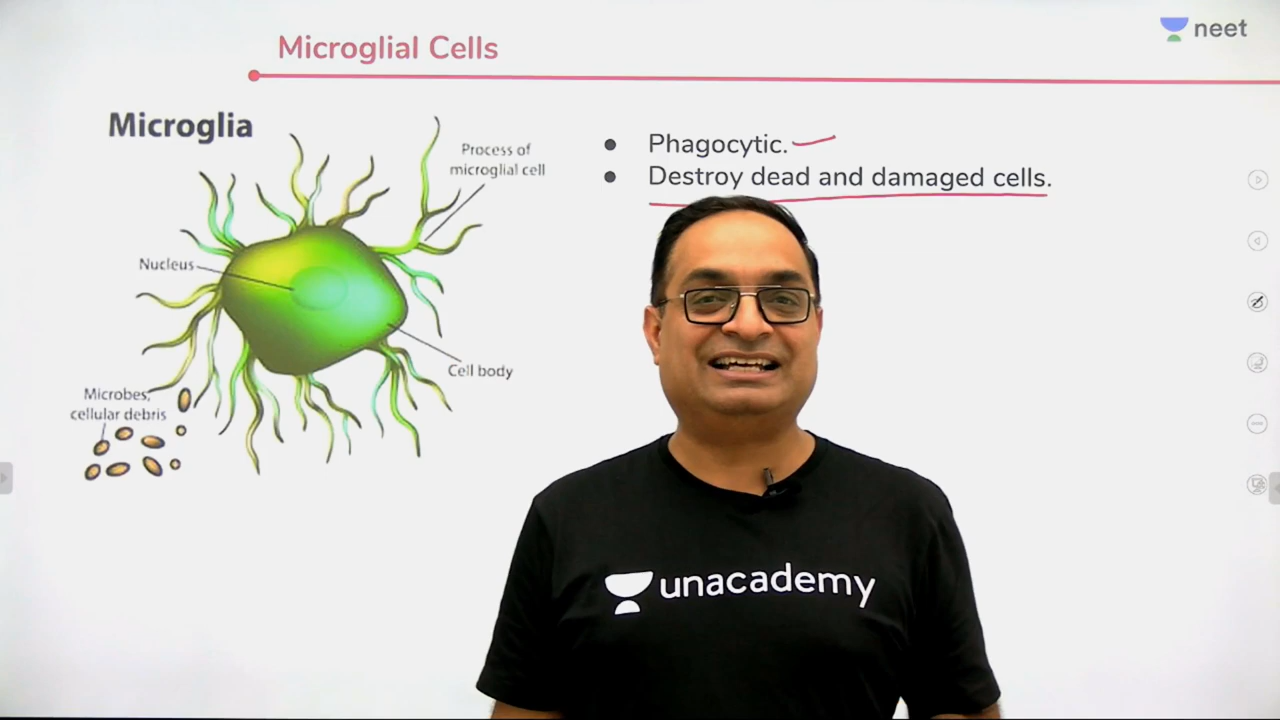 neet
Microglial Cells
Microglia
Process of
microglial cell
Nucleus
Cell body
Microbes,
cellular debris
● Phagocytic.
● Destroy dead and damaged cells.
unacademy